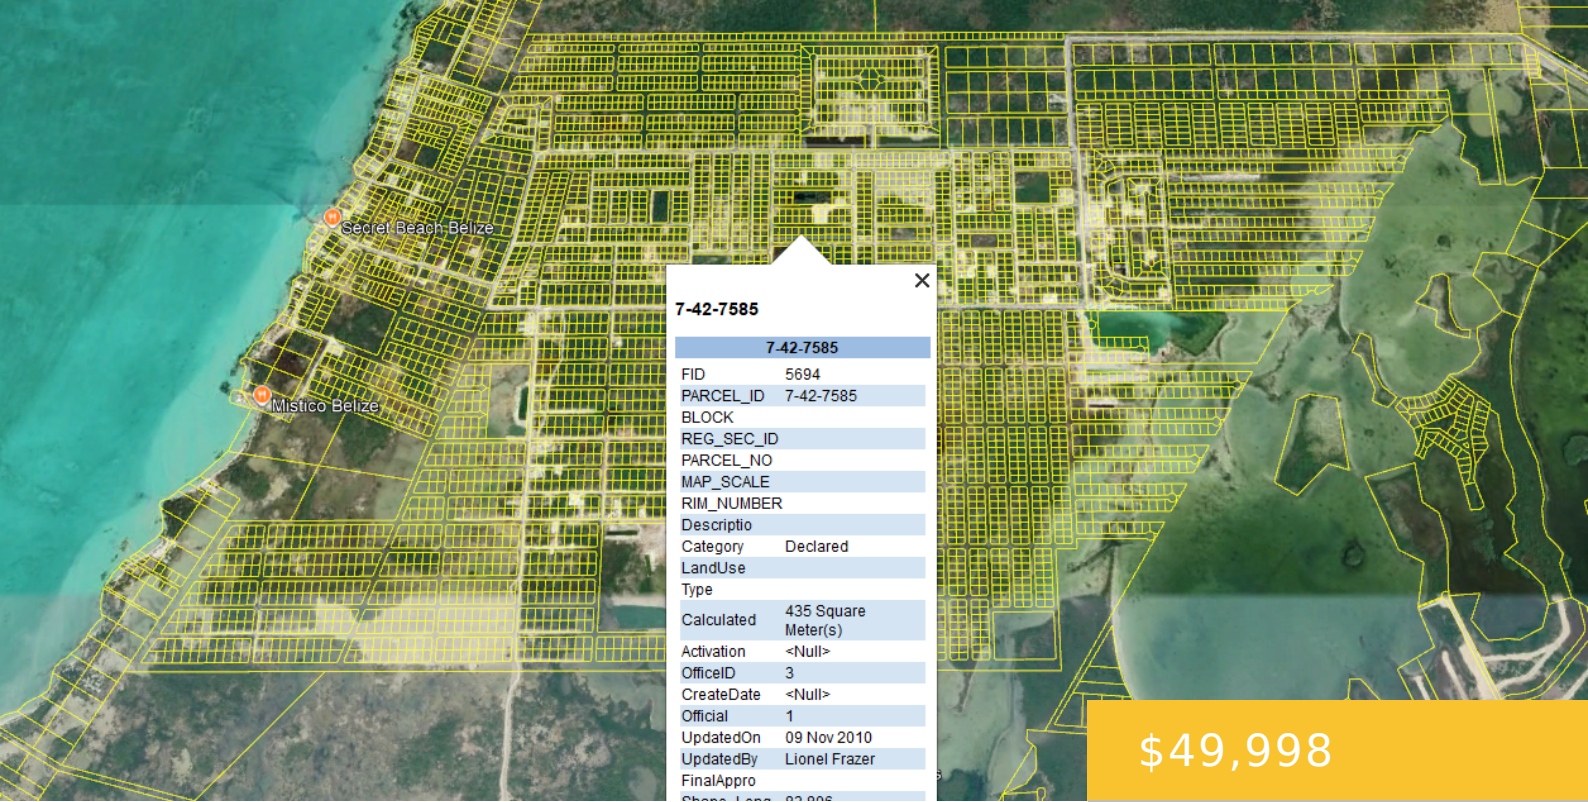 Secret Beach Belize
Mistico Belize
7-42-7585
7-42-7585
FID 5694
PARCEL_ID 7-42-7585
BLOCK
REG_SEC_ID
PARCEL_NO
MAP_SCALE
RIM_NUMBER
Descriptio
Category Declared
LandUse
Type
Calculated 435 Square
Meter(s)
Activation <Null>
OfficeID 3
CreateDate <Null>
Official 1
UpdatedOn 09 Nov 2010
UpdatedBy Lionel Frazer
FinalAppro
$49,998